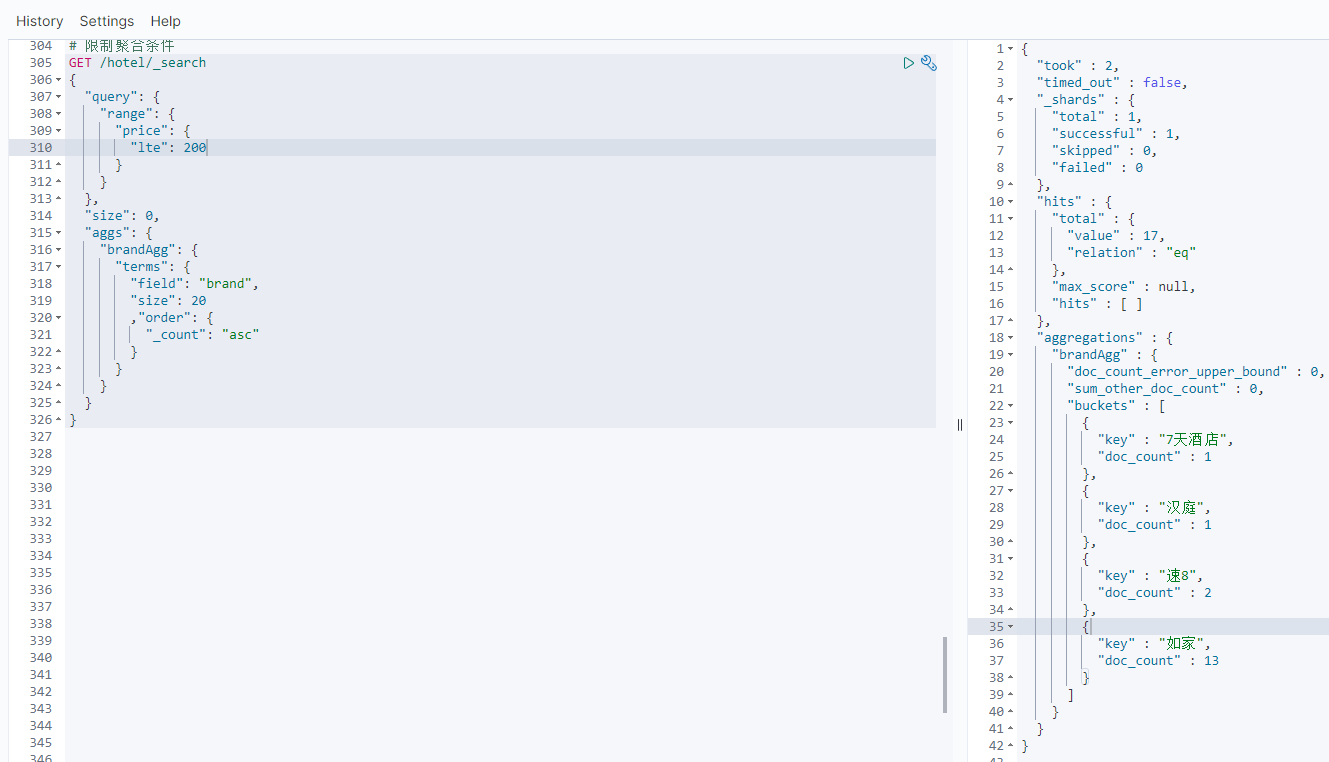 History Settings Help
304 # 限制聚合条件
305 GET /hotel/_search
306 {
307 "query": {
308 "range": {
309 "price": {
310 "lte": 200
311 }
312 }
313 },
314 "size": 0,
315 "aggs": {
316 "brandAgg": {
317 "terms": {
318 "field": "brand",
319 "size": 20
320 ,"order": {
321 "_count": "asc"
322 }
323 }
324 }
325 }
326 }
327
328
329
330
331
332
333
334
335
336
337
338
339
340
341
342
343
344
345
346
1 {
2 "took" : 2,
3 "timed_out" : false,
4 "_shards" : {
5 "total" : 1,
6 "successful" : 1,
7 "skipped" : 0,
8 "failed" : 0
9 },
10 "hits" : {
11 "total" : {
12 "value" : 17,
13 "relation" : "eq"
14 },
15 "max_score" : null,
16 "hits" : [ ]
17 },
18 "aggregations" : {
19 "brandAgg" : {
20 "doc_count_error_upper_bound" : 0,
21 "sum_other_doc_count" : 0,
22 "buckets" : [
23 {
24 "key" : "7天酒店",
25 "doc_count" : 1
26 },
27 {
28 "key" : "汉庭",
29 "doc_count" : 1
30 },
31 {
32 "key" : "速8",
33 "doc_count" : 2
34 },
35 {
36 "key" : "如家",
37 "doc_count" : 13
38 }
39 ]
40 }
41 }
42 }